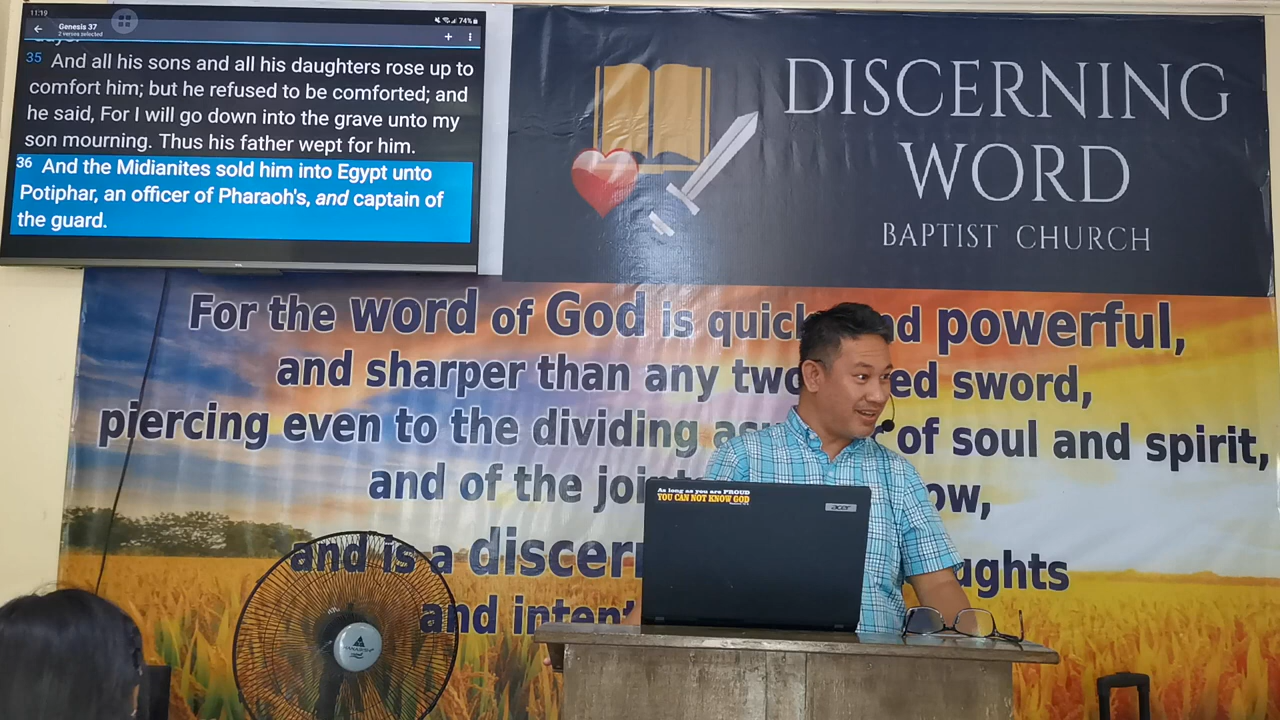 11:19
74%
Genesis 37
2 verses selected
35 And all his sons and all his daughters rose up to
comfort him; but he refused to be comforted; and
he said, For I will go down into the grave unto my
son mourning. Thus his father wept for him.
36 And the Midianites sold him into Egypt unto
Potiphar, an officer of Pharaoh's, and captain of
the guard.
DISCERNING
WORD
BAPTIST CHURCH
For the word of God is quick nd powerful,
and sharper than any two ed sword,
piercing even to the dividing as r of soul and spirit,
and of the joint ow,
and is a discern ughts
and inten
As long as you are PROUD
YOU CAN NOT KNOW GOD
acer